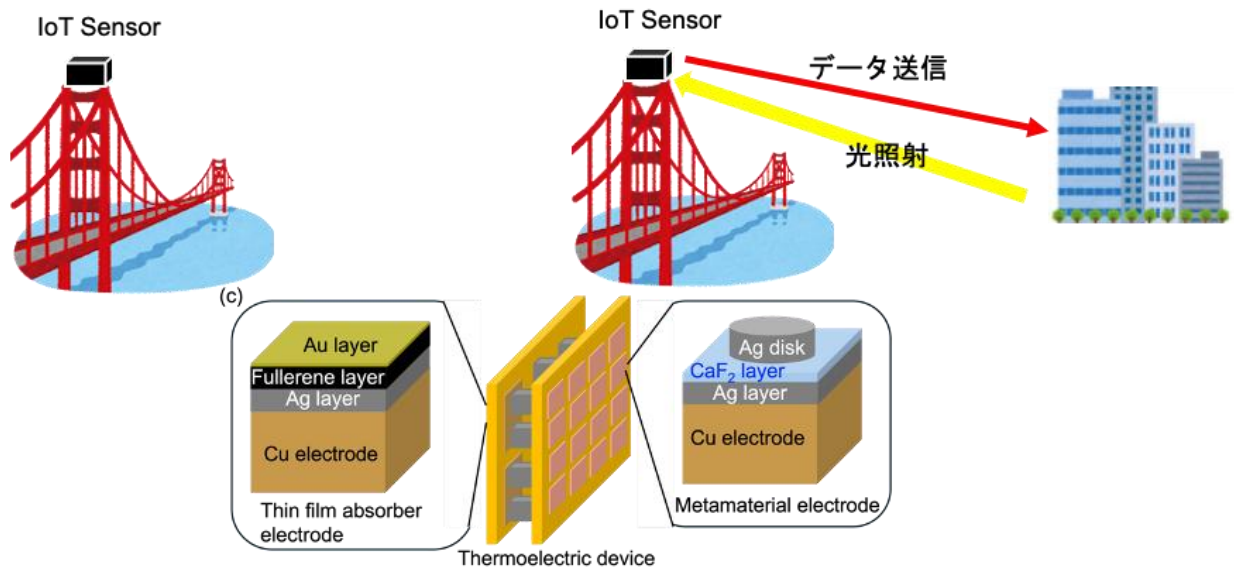 IoT Sensor
IoT Sensor
データ送信
光照射
(c)
Au layer
Fullerene layer
Ag layer
Cu electrode
Thin film absorber
electrode
Thermoelectric device
Ag disk
CaF₂ layer
Ag layer
Cu electrode
Metamaterial electrode